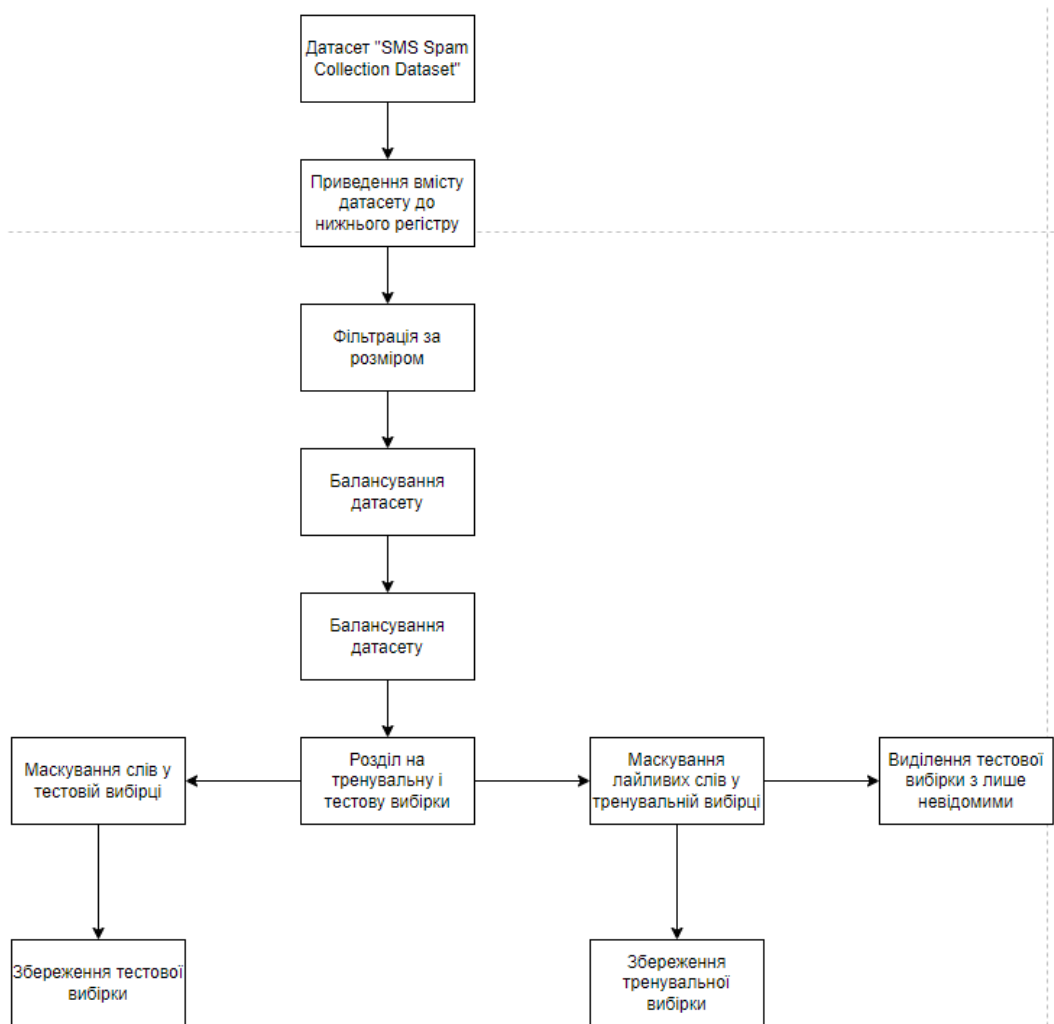 Датасет "SMS Spam
Collection Dataset"
Приведення вмісту
датасету до
нижнього регістру
Фільтрація за
розміром
Балансування
датасету
Балансування
датасету
Маскування слів у
тестовій вибірці
Розділ на
тренувальну і
тестову вибірки
Маскування
лайливих слів у
тренувальній вибірці
Виділення тестової
вибірки з лише
невідомими
Збереження тестової
вибірки
Збереження
тренувальної
вибірки